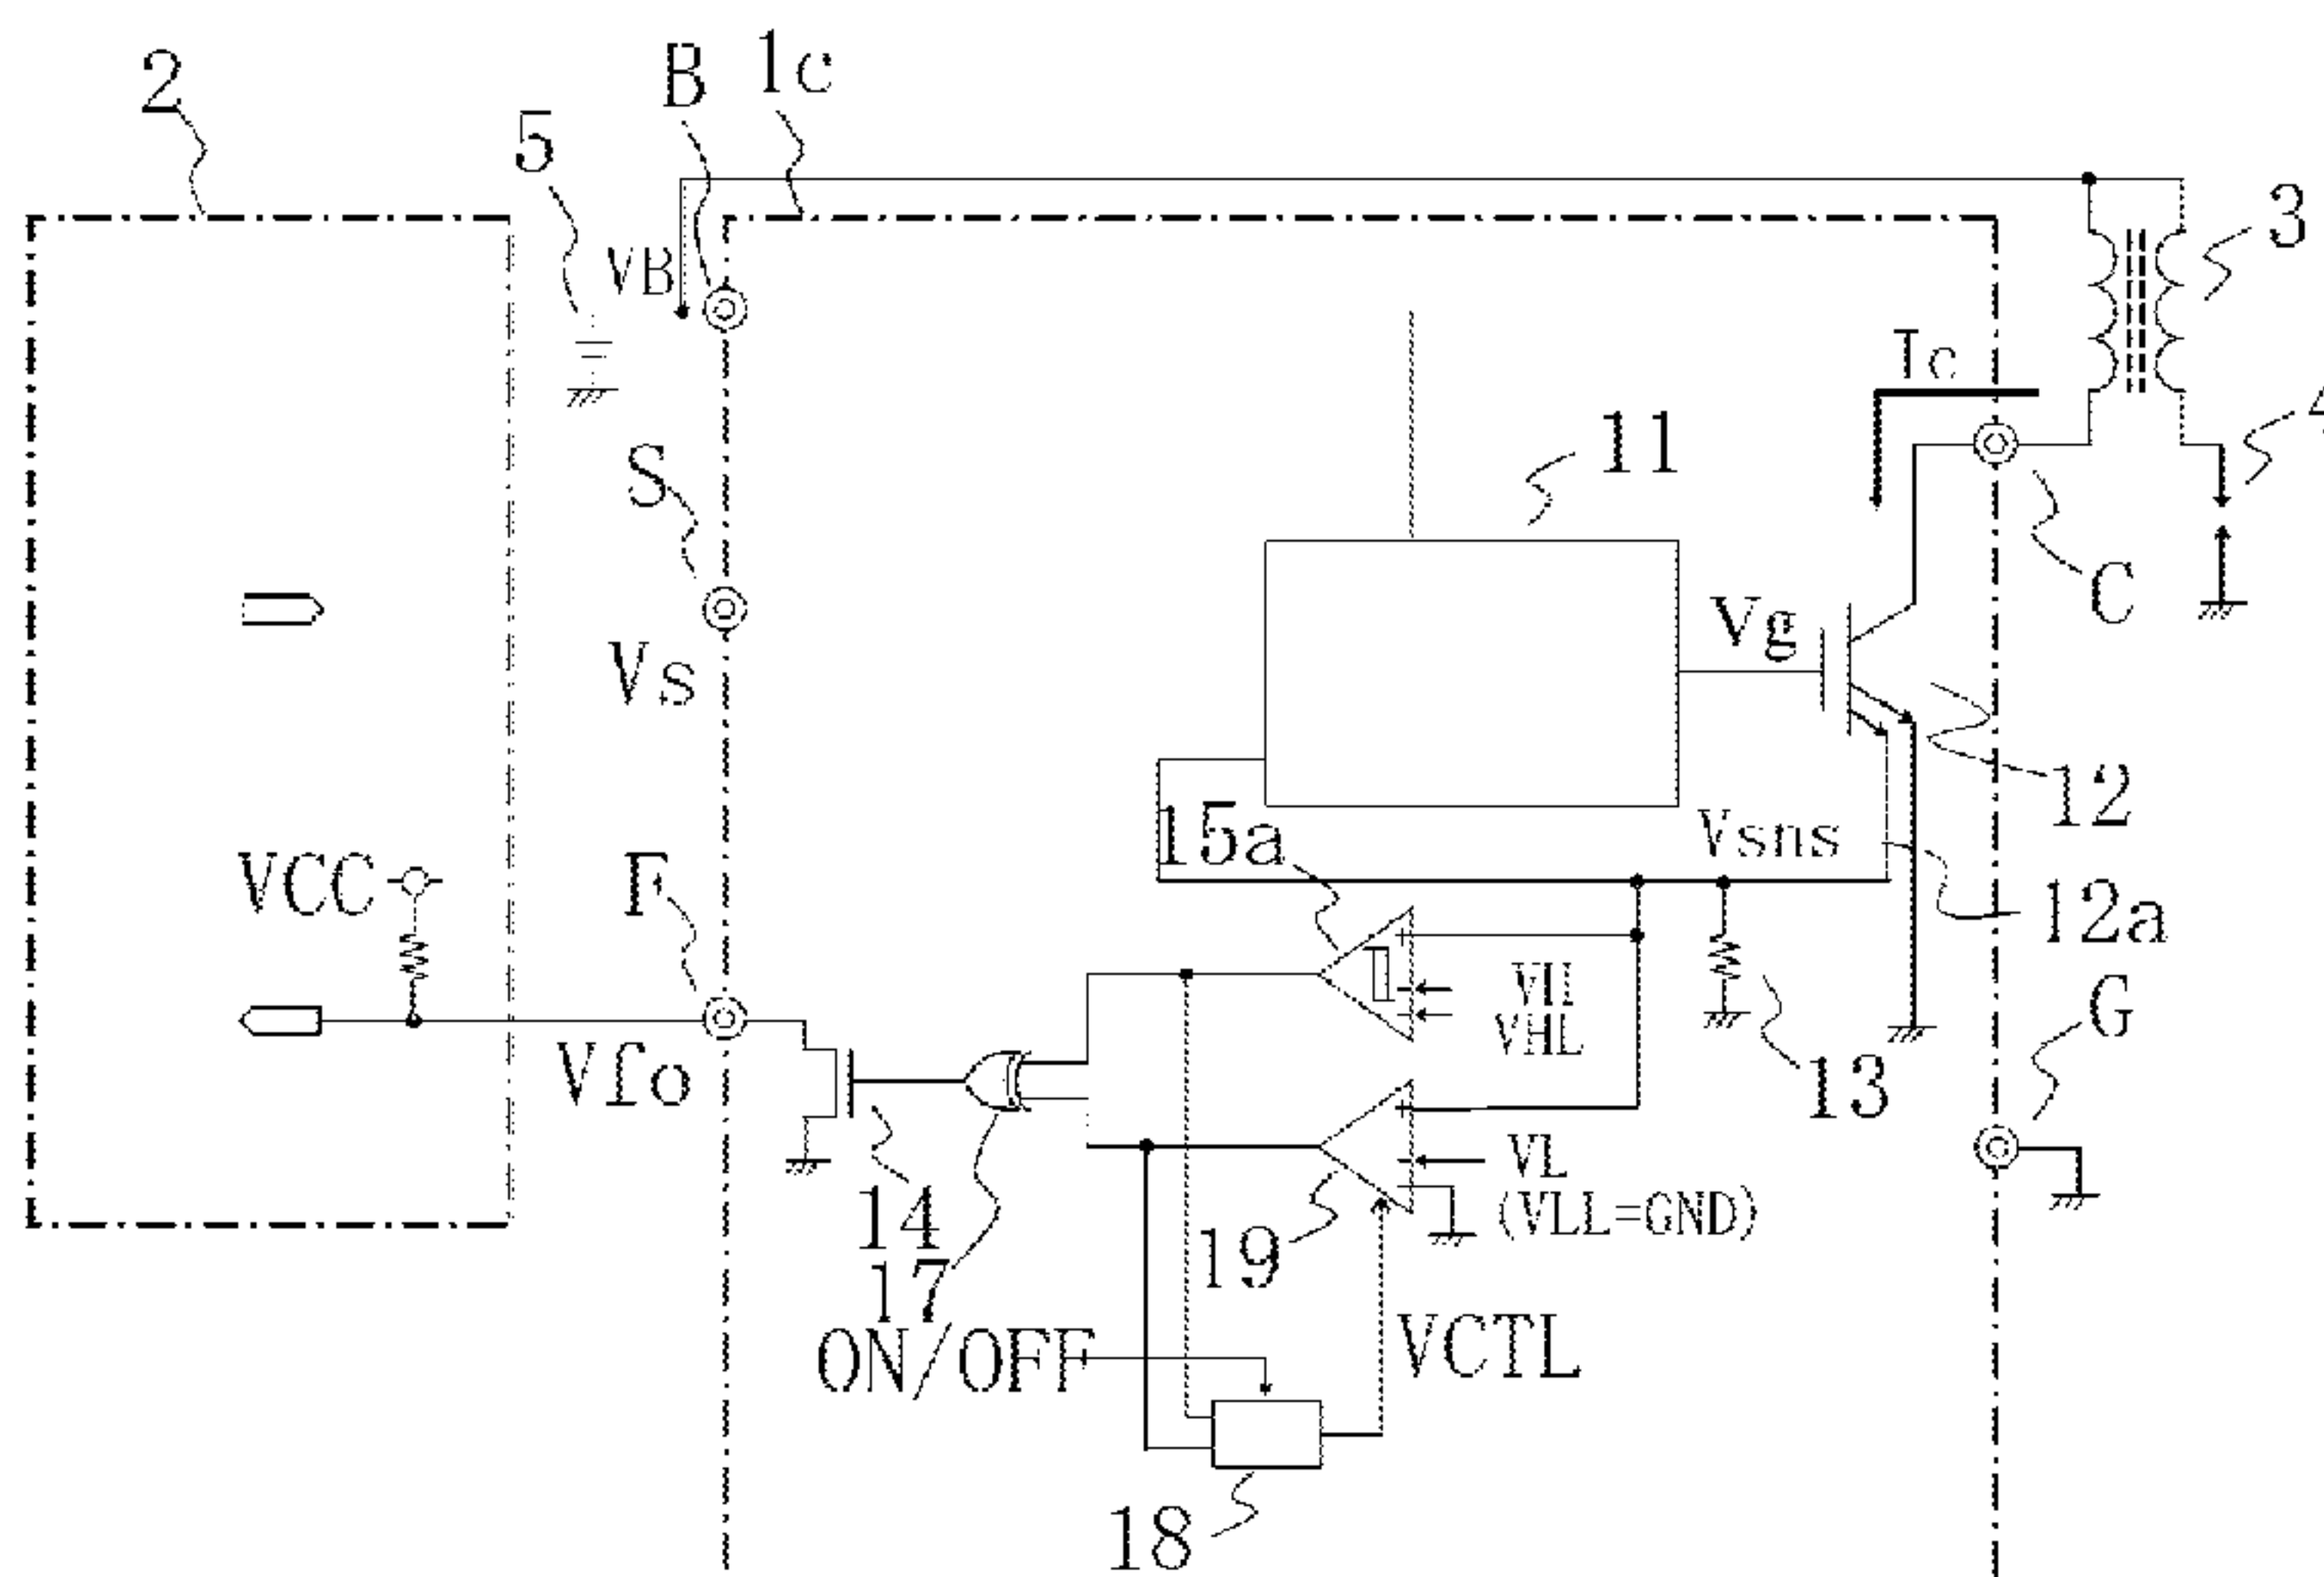 2
B
1c
5
3
VB
Ic
4
11
S
C
Vg
Vs
12
15a
Vsns
VCC
F
12a
VH
VHL
G
Vfo
13
VL
14
19
(VLL=GND)
17
ON/OFF
VCTL
18